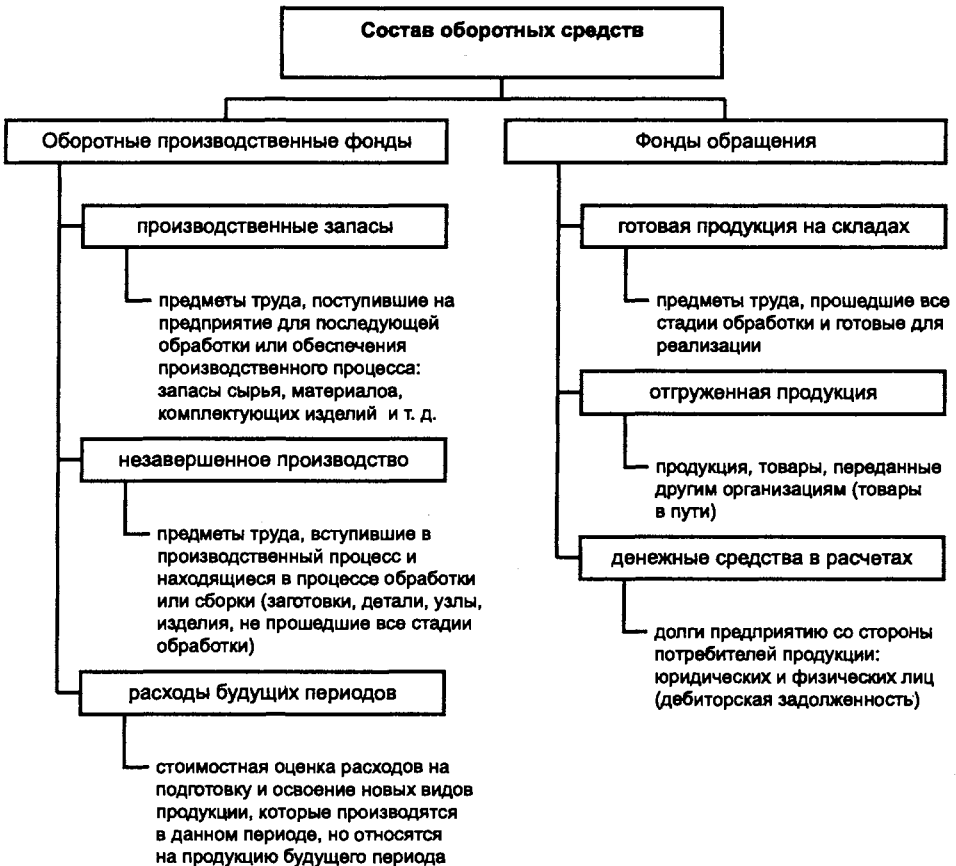 Состав оборотных средств
Оборотные производственные фонды
производственные запасы
предметы труда, поступившие на
предприятие для последующей
обработки или обеспечения
производственного процесса:
запасы сырья, материалоа,
комплектующих изделий и т. д.
незавершенное производство
предметы труда, вступившие в
производственный процесс и
находящиеся в процессе обработки
или сборки (заготовки, детали, узлы,
изделия, не прошедшие все стадии
обработки)
расходы будущих периодов
стоимостная оценка расходов на
подготовку и освоение новых видов
продукции, которые производятся
в данном периоде, но относятся
на продукцию будущего периода
Фонды обращения
готовая продукция на складах
предметы труда, прошедшие все
стадии обработки и готовые для
реализации
отгруженная продукция
продукция, товары, переданные
другим организациям (товары
в пути)
денежные средства в расчетах
долги предприятию со стороны
потребителей продукции:
юридических и физических лиц
(дебиторская задолженность)